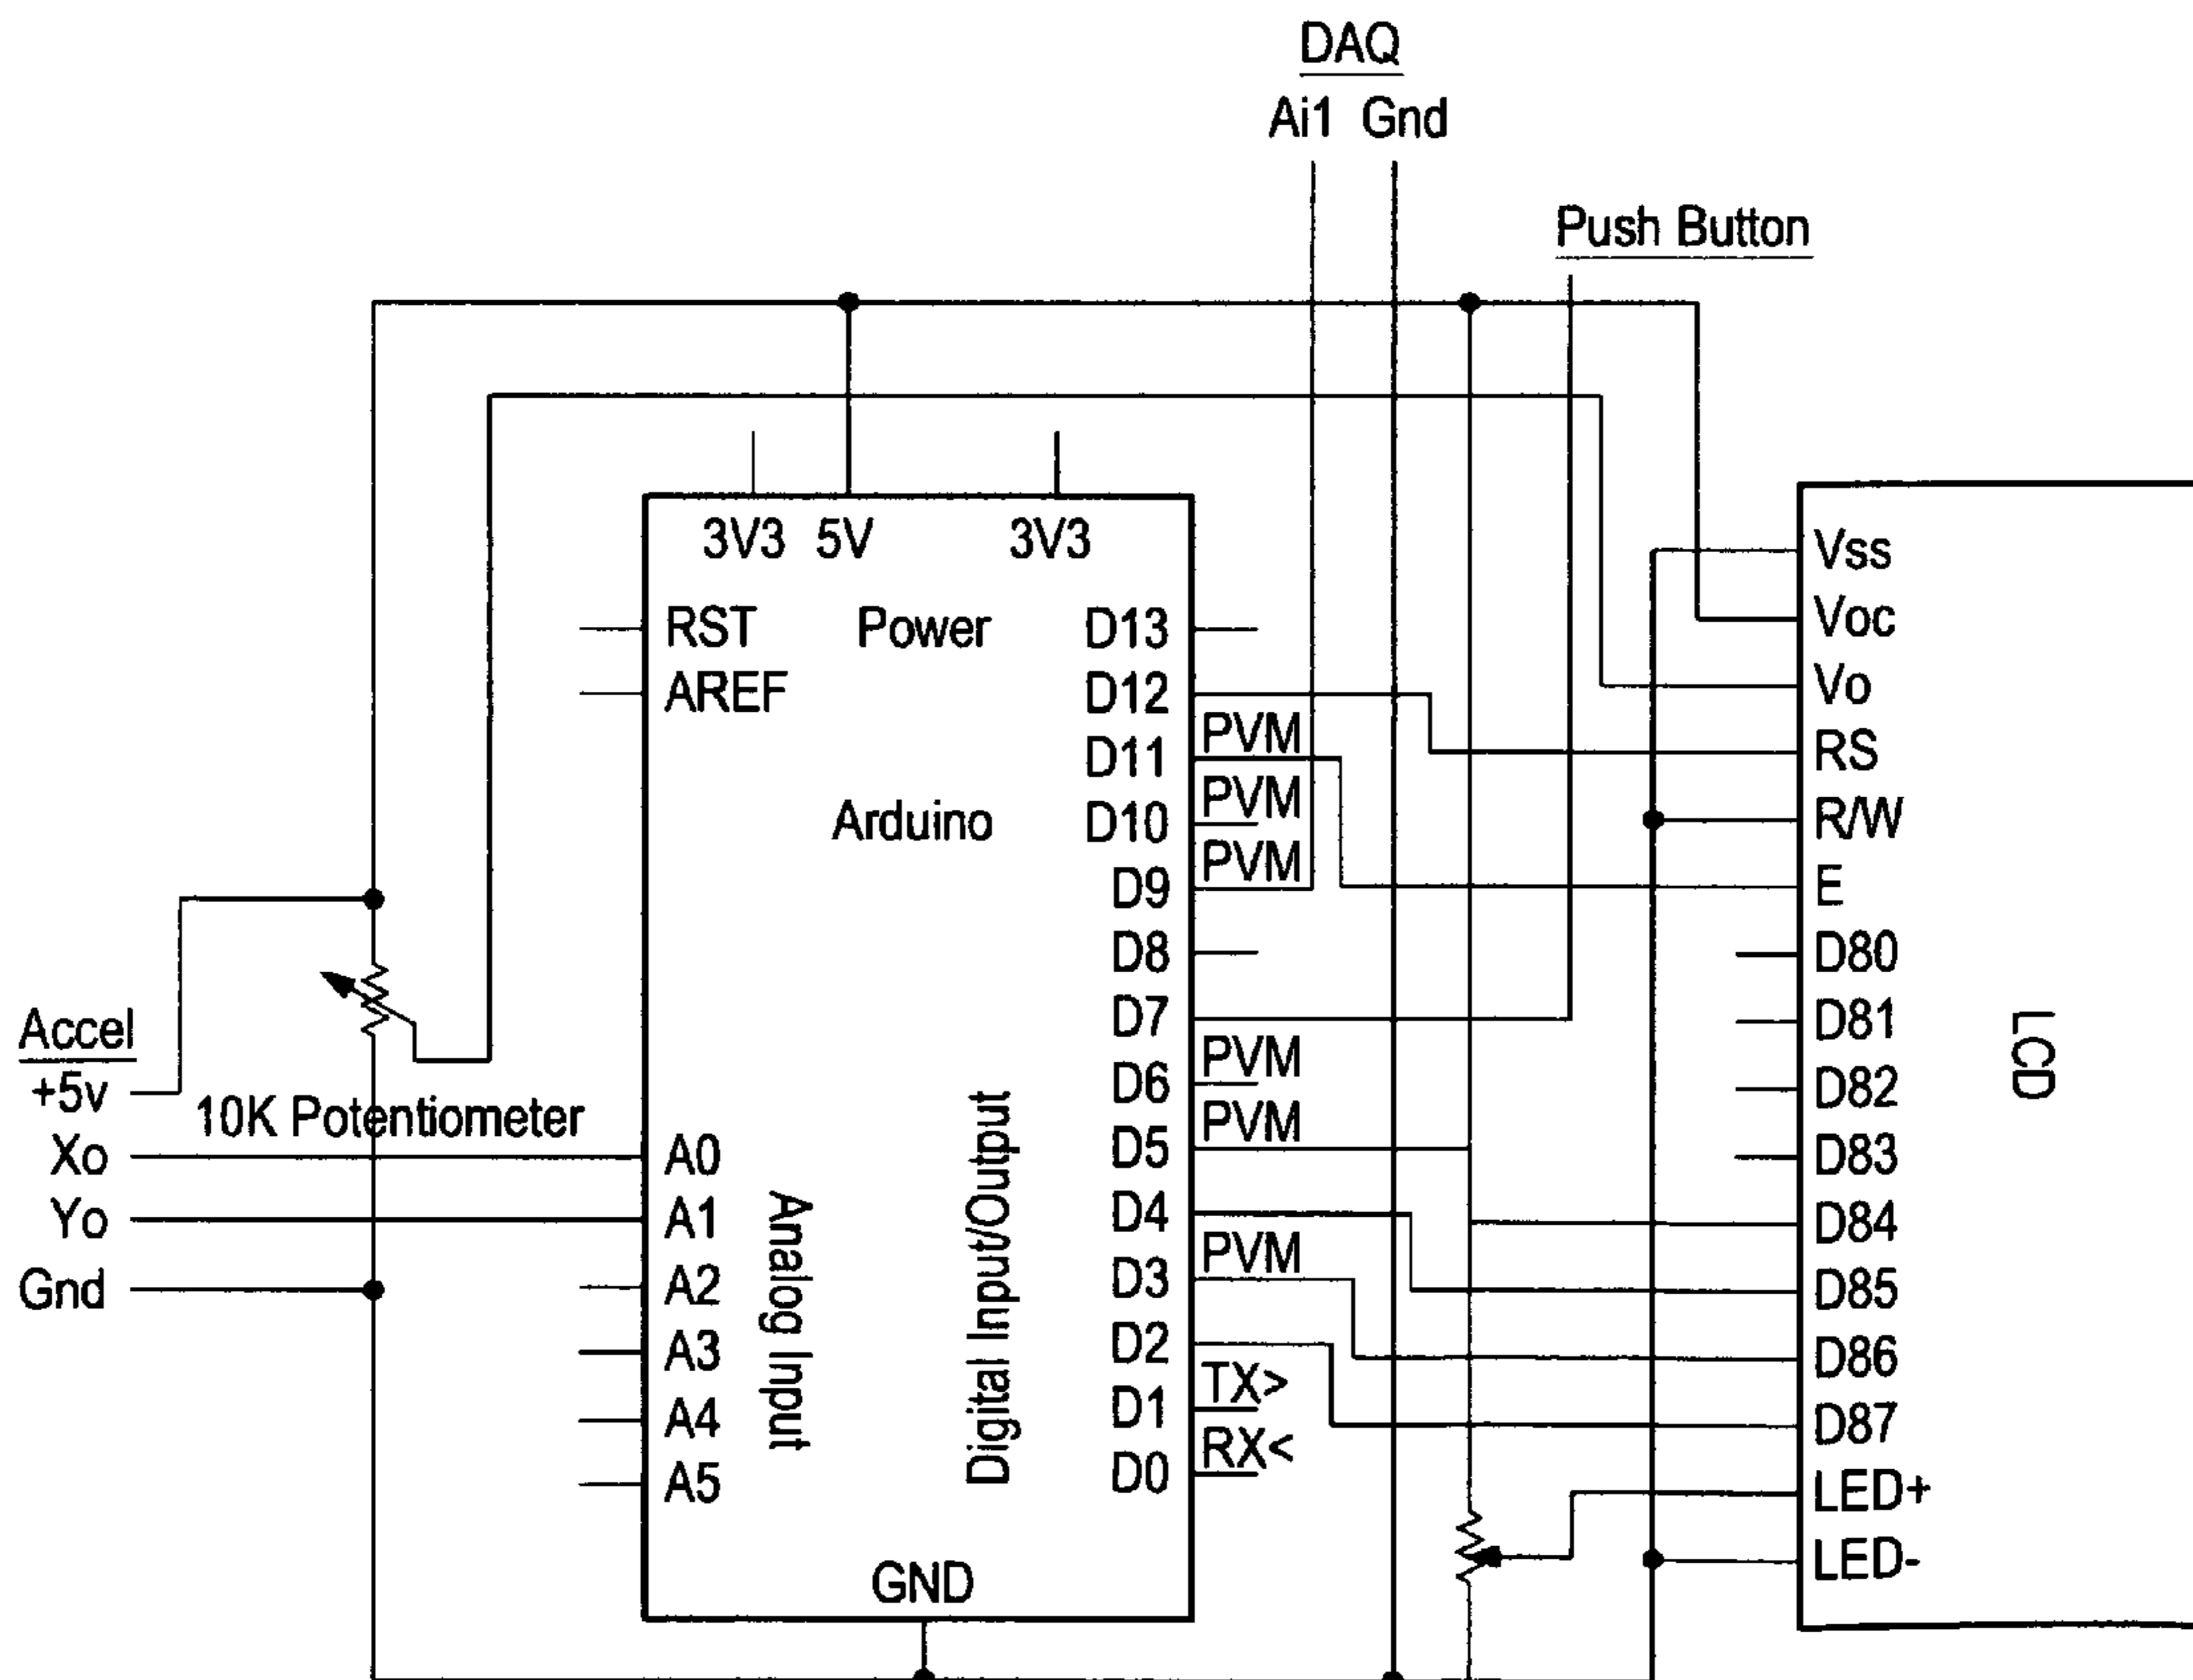 DAQ
Ai1 Gnd
Push Button
3V3 5V 3V3
RST
AREF
Power
Arduino
D13
D12
PVM
D11
PVM
D10
PVM
D9
D8
D7
PVM
D6
PVM
D5
D4
PVM
D3
D2
TX>
D1
RX<
D0
Accel
+5v
Xo
Yo
Gnd
10K Potentiometer
A0
A1
A2
A3
A4
A5
Analog Input
Digital Input/Output
GND
Vss
Voc
Vo
RS
R/W
E
D80
D81
D82
D83
D84
D85
D86
D87
LED+
LED-
LCD